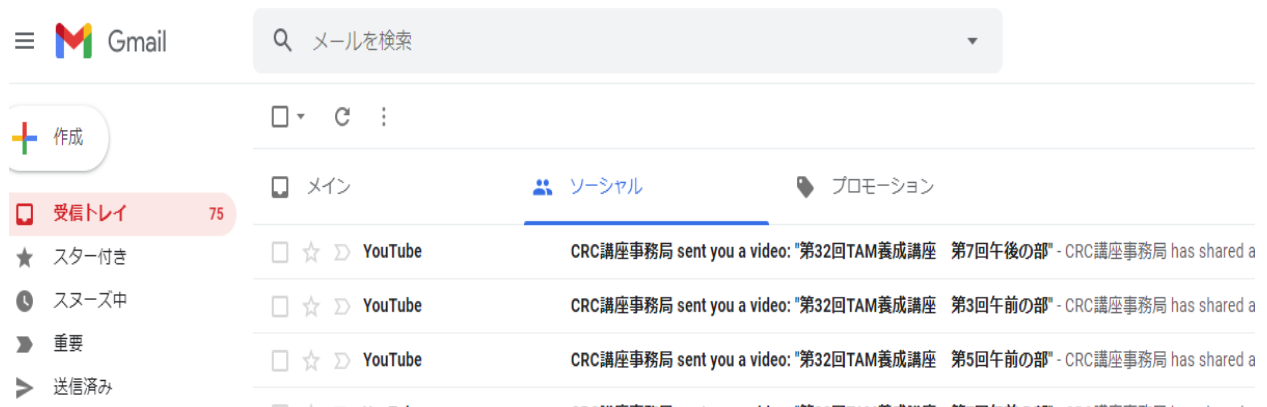 Gmail
メールを検索
作成
メイン
ソーシャル
プロモーション
受信トレイ 75
スター付き
スヌーズ中
重要
送信済み
YouTube CRC講座事務局 sent you a video: "第32回TAM養成講座　第7回午後の部" - CRC講座事務局 has shared a
YouTube CRC講座事務局 sent you a video: "第32回TAM養成講座　第3回午前の部" - CRC講座事務局 has shared a
YouTube CRC講座事務局 sent you a video: "第32回TAM養成講座　第5回午前の部" - CRC講座事務局 has shared a